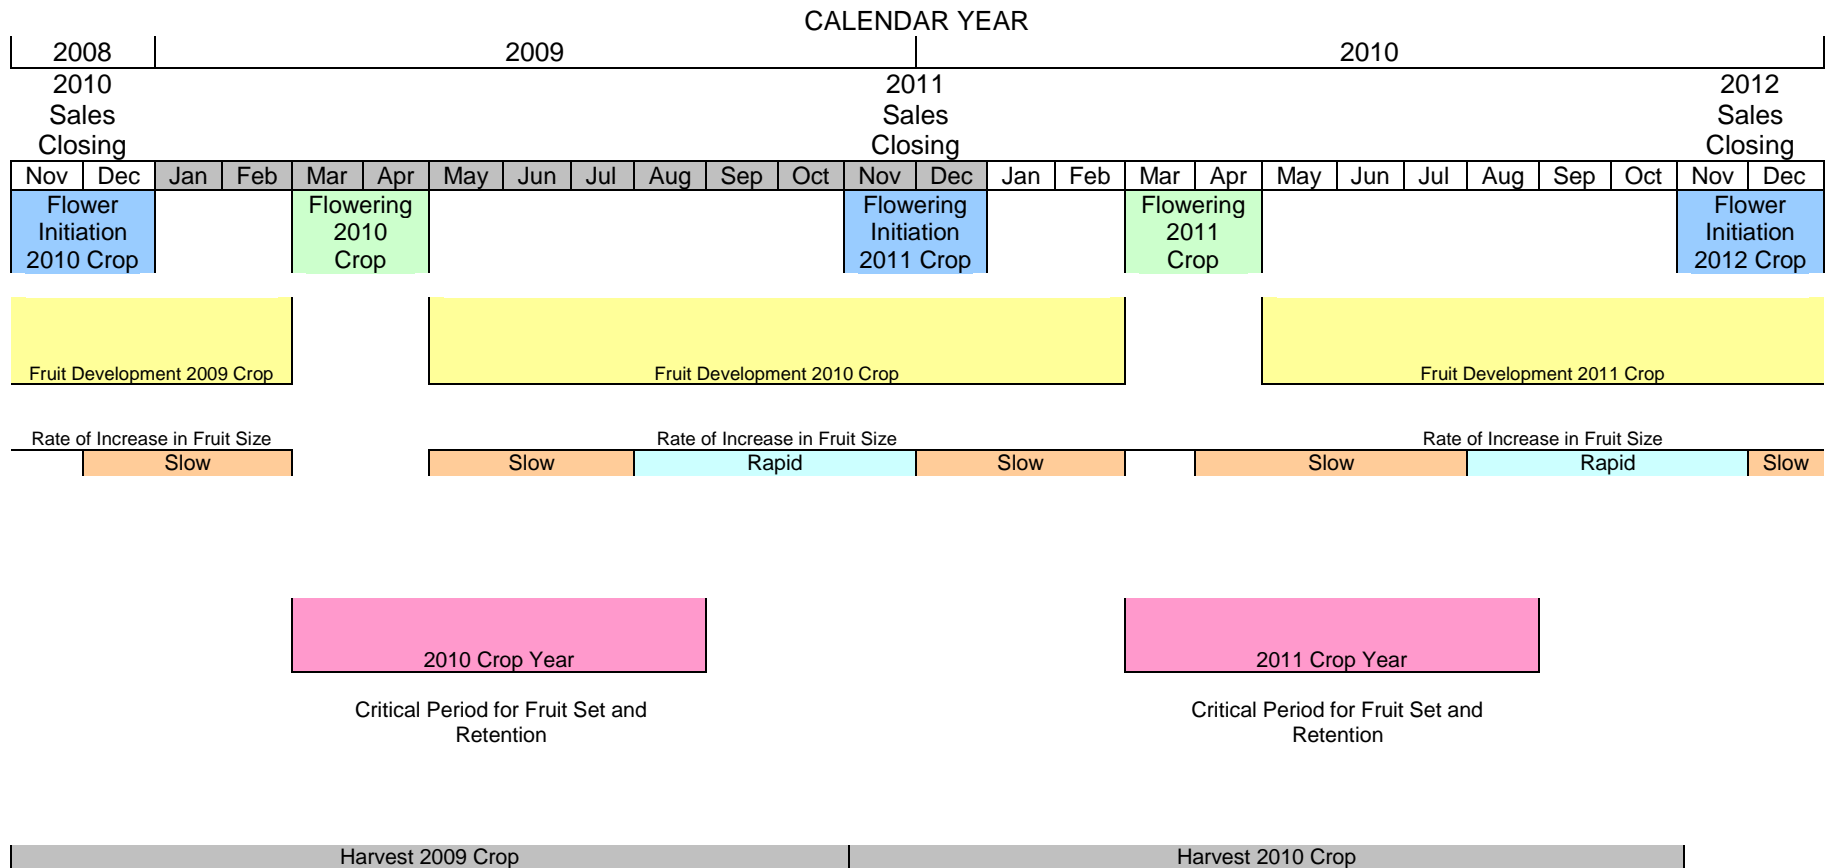 CALENDAR YEAR
2008 2009 2010
2010 2011 2012
Sales Sales Sales
Closing Closing Closing
Nov Dec Jan Feb Mar Apr May Jun Jul Aug Sep Oct Nov Dec Jan Feb Mar Apr May Jun Jul Aug Sep Oct Nov Dec
Flower Flowering Flowering Flowering Flower
Initiation 2010 Initiation 2011 Initiation
2010 Crop Crop 2011 Crop Crop 2012 Crop
Fruit Development 2009 Crop Fruit Development 2010 Crop Fruit Development 2011 Crop
Rate of Increase in Fruit Size Rate of Increase in Fruit Size Rate of Increase in Fruit Size
Slow Slow Rapid Slow Slow Rapid Slow
2010 Crop Year 2011 Crop Year
Critical Period for Fruit Set and Critical Period for Fruit Set and
Retention Retention
Harvest 2009 Crop Harvest 2010 Crop